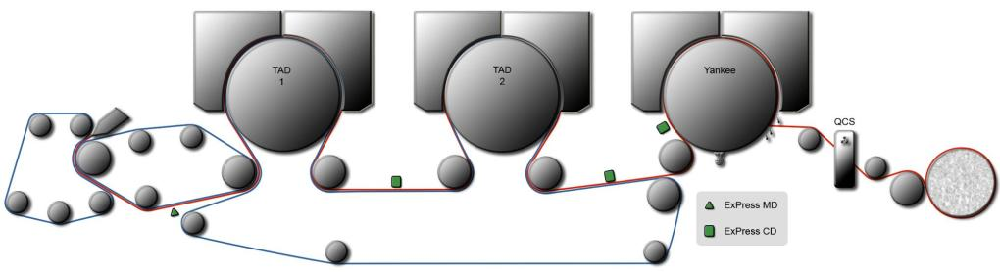 TAD
1
TAD
2
Yankee
QCS
ExPress MD
ExPress CD